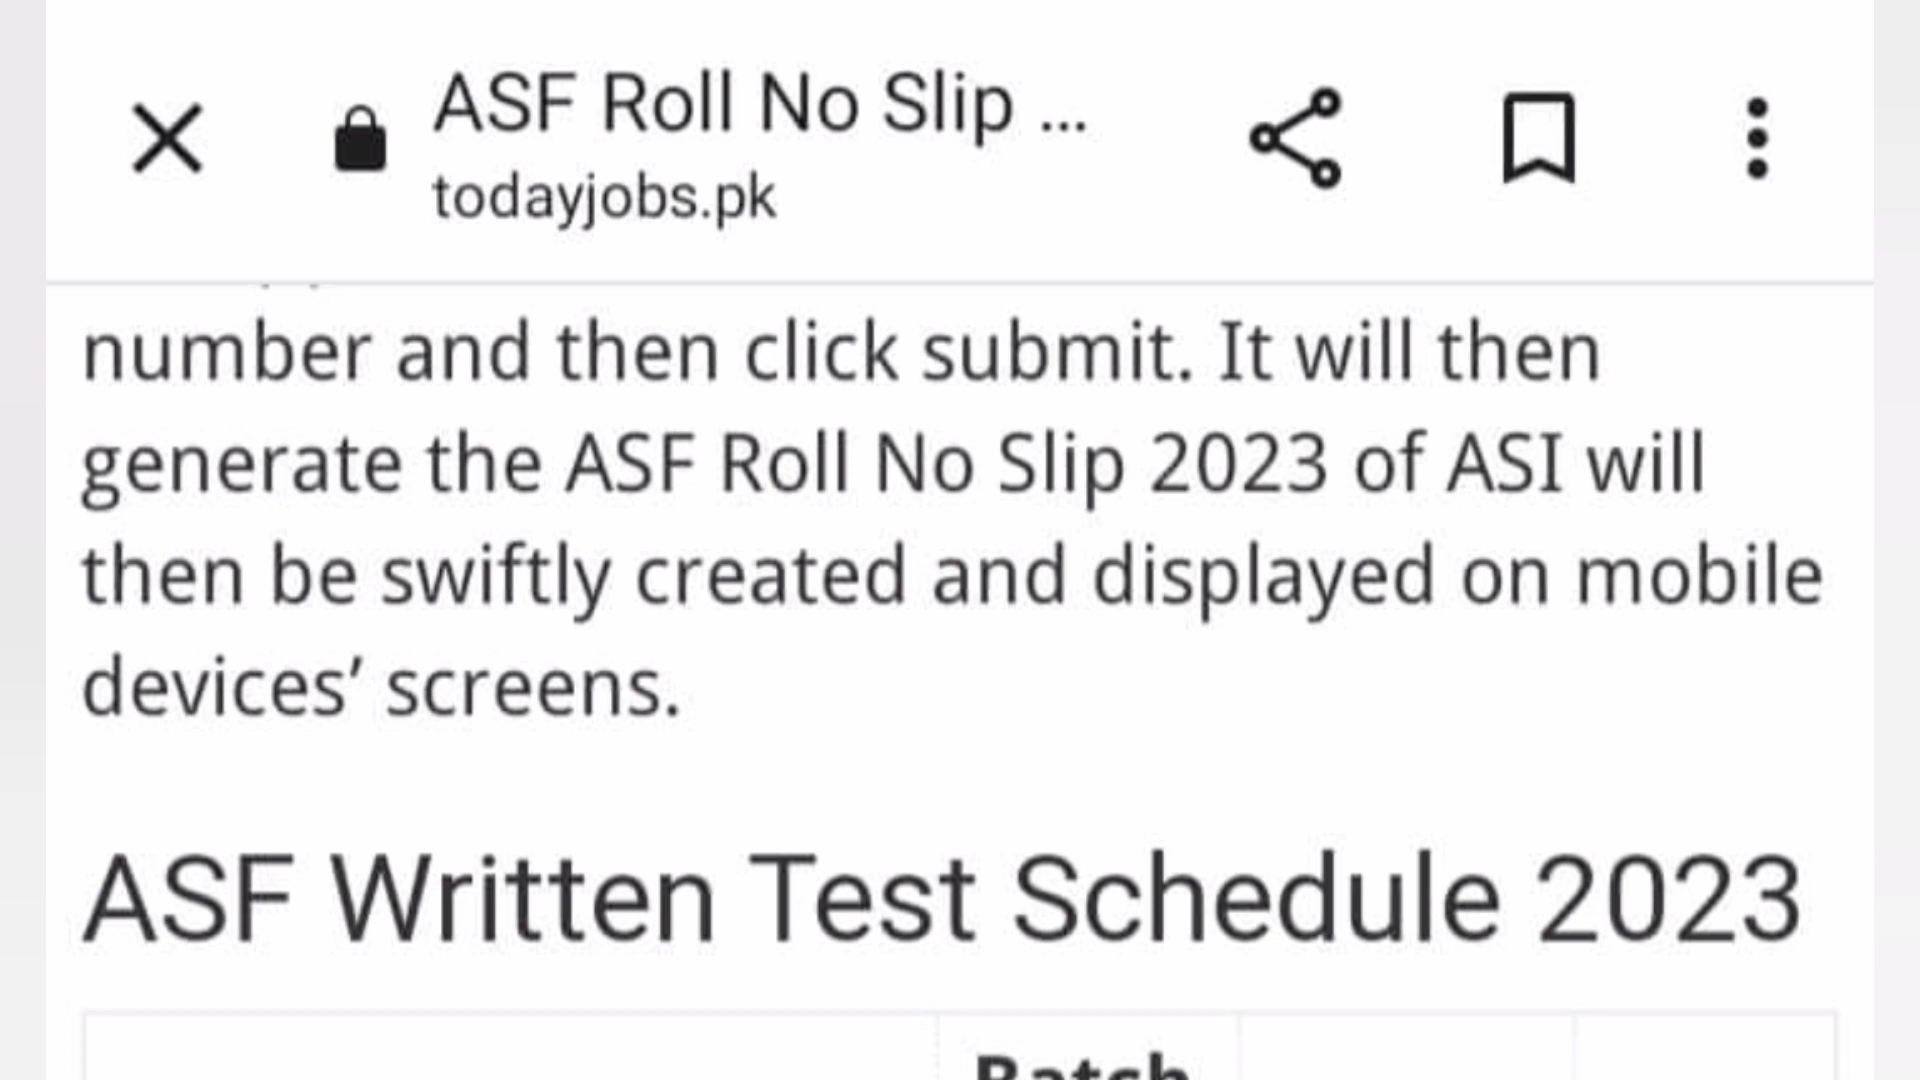 ASF Roll No Slip ...
todayjobs.pk
number and then click submit. It will then
generate the ASF Roll No Slip 2023 of ASI will
then be swiftly created and displayed on mobile
devices’ screens.
ASF Written Test Schedule 2023
Batch